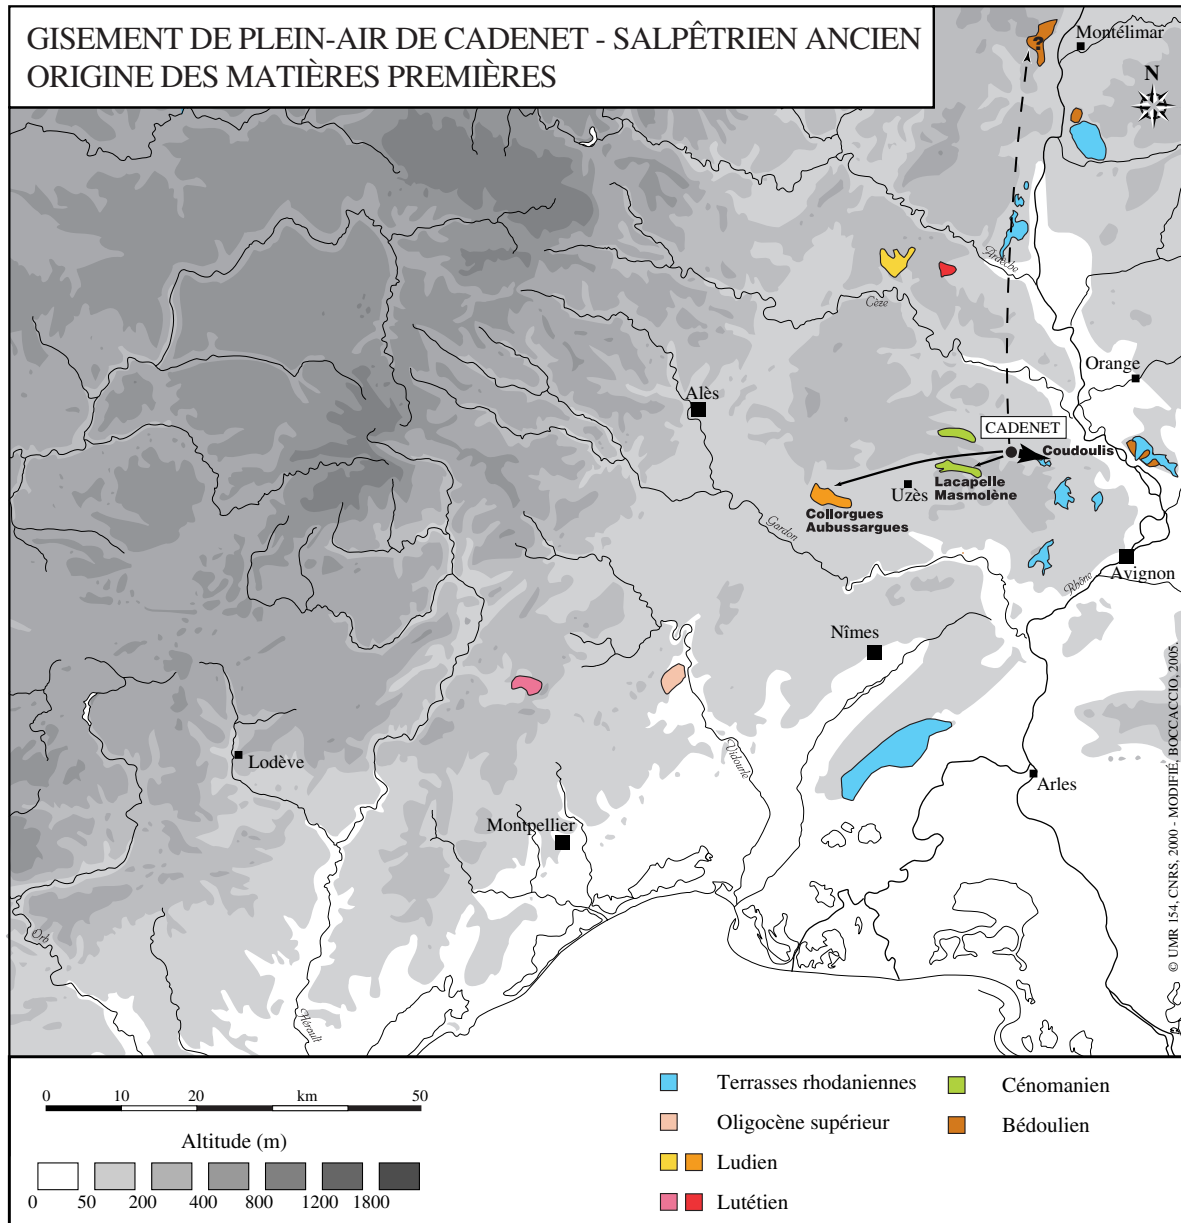 GISEMENT DE PLEIN-AIR DE CADENET - SALPÊTRIEN ANCIEN
ORIGINE DES MATIÈRES PREMIÈRES
Montélimar
?
N
Ardèche
Cèze
Orange
Alès
CADENET
Coudoulis
Lacapelle
Masmolène
Uzès
Collorgues
Aubussargues
Gardon
Avignon
Rhône
Nîmes
Vidourle
Lodève
Arles
Montpellier
Orb
Hérault
© UMR 154, CNRS, 2000 - MODIFIÉ, BOCCACCIO, 2005.
0 10 20 km 50
Altitude (m)
0 50 200 400 800 1200 1800
Terrasses rhodaniennes
Oligocène supérieur
Ludien
Lutétien
Cénomanien
Bédoulien